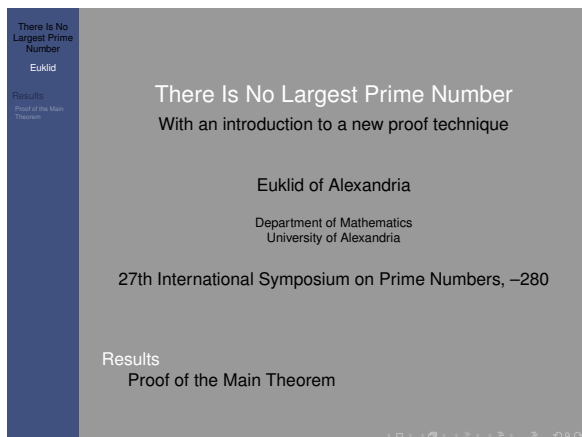 There Is No
Largest Prime
Number
Euklid
Results
Proof of the Main
Theorem
There Is No Largest Prime Number
With an introduction to a new proof technique
Euklid of Alexandria
Department of Mathematics
University of Alexandria
27th International Symposium on Prime Numbers, –280
Results
Proof of the Main Theorem